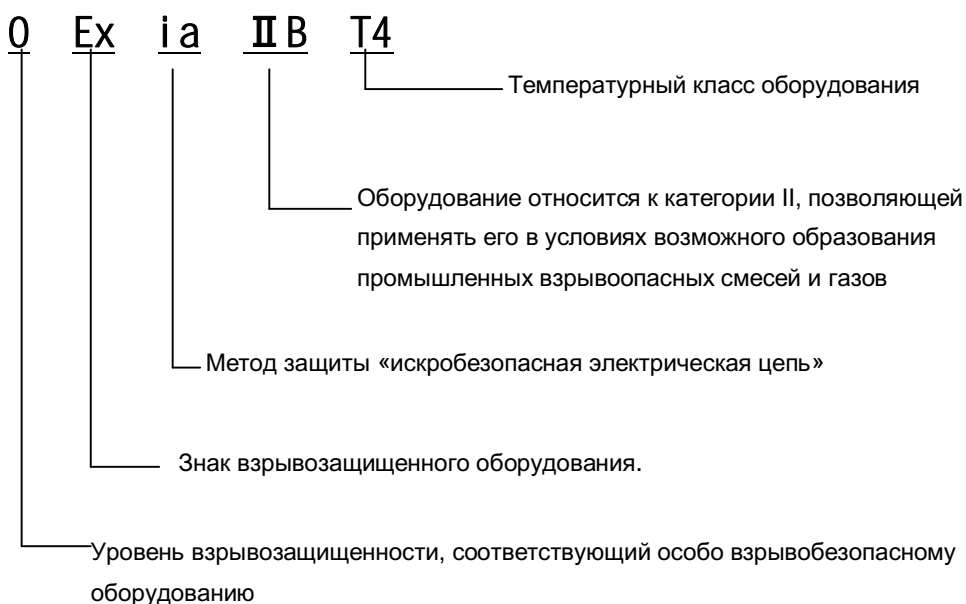 0 Ex ia ⅡB T4
Температурный класс оборудования
Оборудование относится к категории II, позволяющей
применять его в условиях возможного образования
промышленных взрывоопасных смесей и газов
Метод защиты «искробезопасная электрическая цепь»
Знак взрывозащищенного оборудования.
Уровень взрывозащищенности, соответствующий особо взрывобезопасному
оборудованию